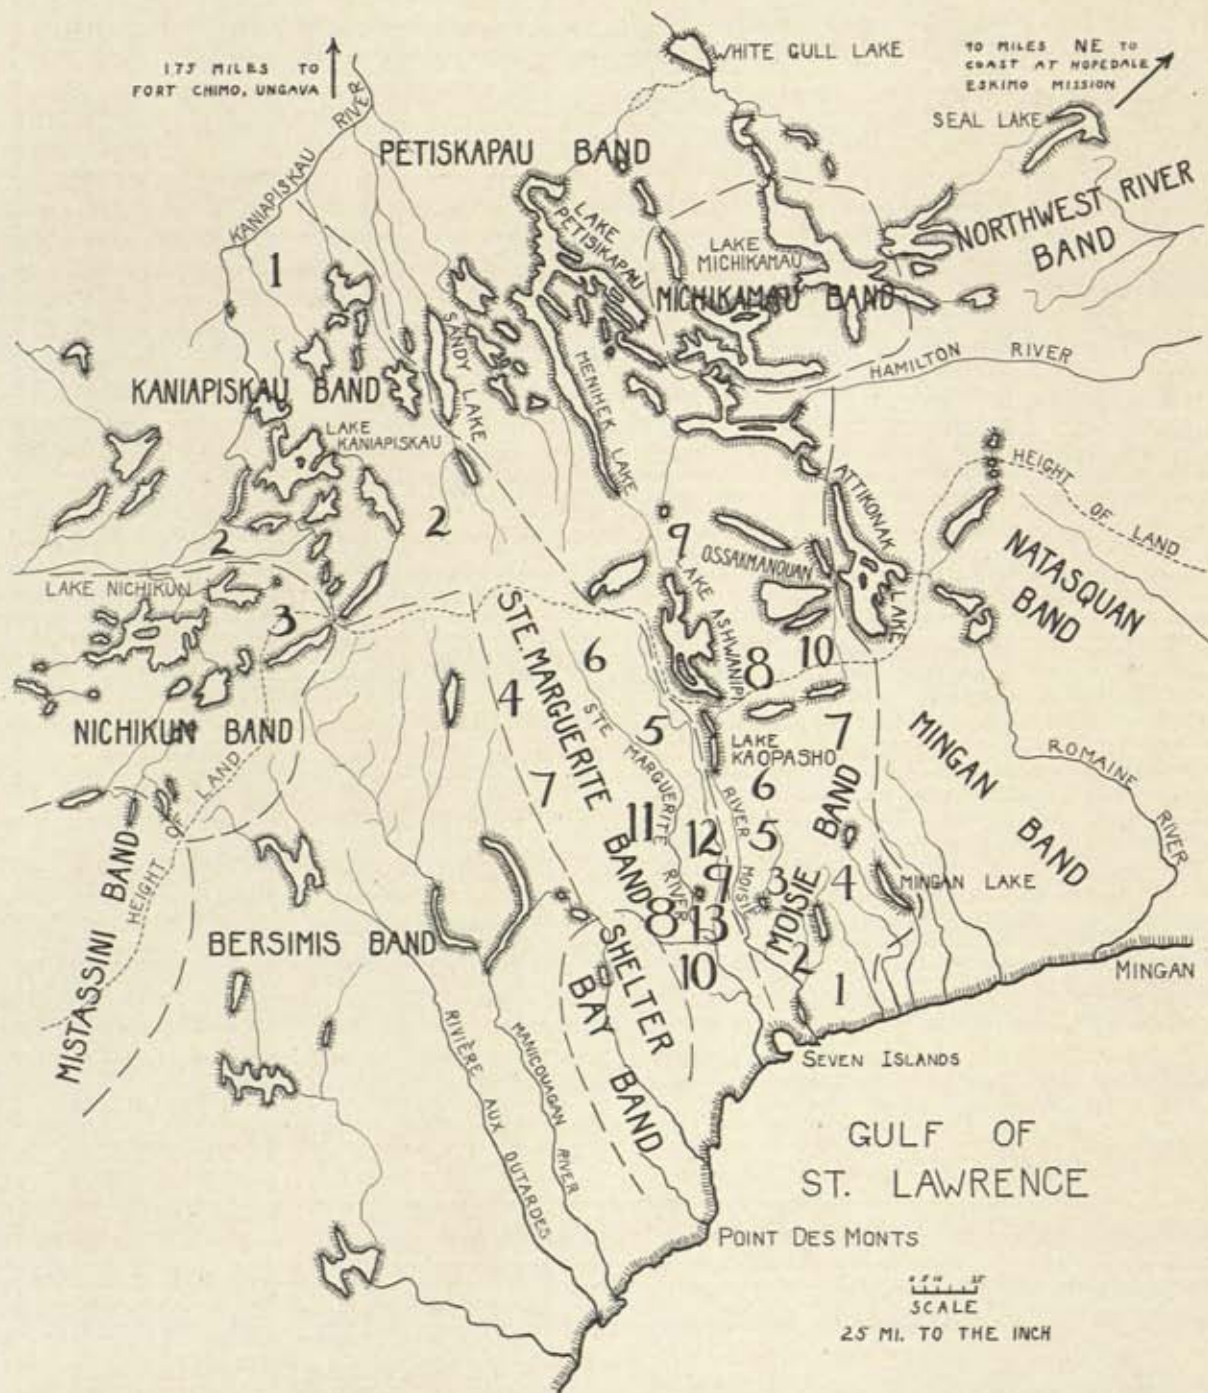 175 MILES TO
FORT CHIMO, UNGAVA
WHITE GULL LAKE
90 MILES NE TO
COAST AT HOPEDALE
ESKIMO MISSION
SEAL LAKE
KANIAPISKAU RIVER
PETISKAPAU BAND
LAKE
PETISIKAPAU
NORTHWEST RIVER
BAND
LAKE
MICHIKAMAU
MICHIKAMAU BAND
1
SANDY LAKE
MENIHEK LAKE
HAMILTON RIVER
KANIAPISKAU BAND
LAKE
KANIAPISKAU
ATTIKONAK LAKE
HEIGHT OF LAND
2
2
9
OSSAKMANOUAN
NATASQUAN
BAND
LAKE NICHIKUN
3
LAKE ASHWANIPI
STE. MARGUERITE BAND
6
8
10
4
5
STE MARGUERITE RIVER
NICHIKUN BAND
LAKE
KAOPASHO
7
MINGAN BAND
ROMAINE RIVER
7
6
HEIGHT OF LAND
11
12
RIVER MOISIE
5
MOISIE BAND
MISTASSINI BAND
9
3
4
MINGAN LAKE
8
13
BERSIMIS BAND
SHELTER
BAY BAND
10
2
1
MINGAN
RIVIÈRE AUX OUTARDES
MANICOUAGAN RIVER
SEVEN ISLANDS
GULF OF
ST. LAWRENCE
POINT DES MONTS
0 5 10 25
SCALE
25 MI. TO THE INCH